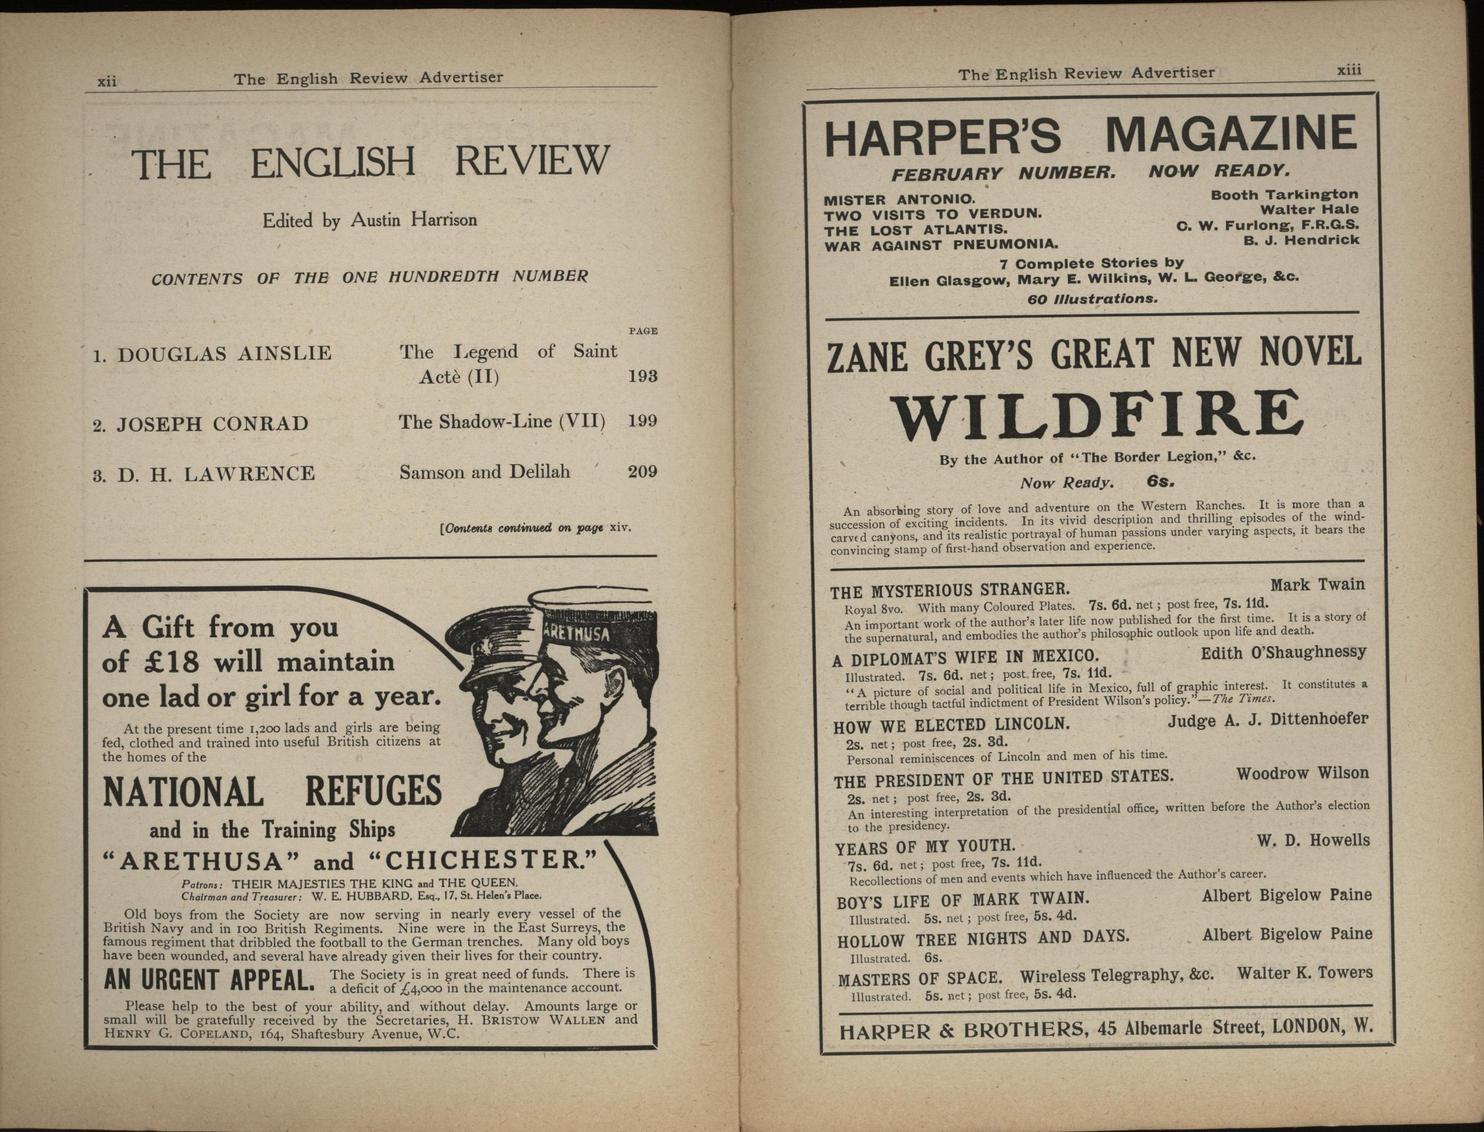 xii The English Review Advertiser
THE ENGLISH REVIEW
Edited by Austin Harrison
CONTENTS OF THE ONE HUNDREDTH NUMBER
PAGE
1. DOUGLAS AINSLIE The Legend of Saint
Actè (II) 193
2. JOSEPH CONRAD The Shadow-Line (VII) 199
3. D. H. LAWRENCE Samson and Delilah 209
[Contents continued on page xiv.
A Gift from you
of £18 will maintain
one lad or girl for a year.
ARETHUSA
At the present time 1,200 lads and girls are being
fed, clothed and trained into useful British citizens at
the homes of the
NATIONAL REFUGES
and in the Training Ships
"ARETHUSA" and "CHICHESTER."
Patrons: THEIR MAJESTIES THE KING and THE QUEEN.
Chairman and Treasurer: W. E. HUBBARD, Esq., 17, St. Helen's Place.
Old boys from the Society are now serving in nearly every vessel of the
British Navy and in 100 British Regiments. Nine were in the East Surreys, the
famous regiment that dribbled the football to the German trenches. Many old boys
have been wounded, and several have already given their lives for their country.
AN URGENT APPEAL. The Society is in great need of funds. There is
a deficit of £4,000 in the maintenance account.
Please help to the best of your ability, and without delay. Amounts large or
small will be gratefully received by the Secretaries, H. BRISTOW WALLEN and
HENRY G. COPELAND, 164, Shaftesbury Avenue, W.C.
The English Review Advertiser xiii
HARPER'S MAGAZINE
FEBRUARY NUMBER. NOW READY.
MISTER ANTONIO. Booth Tarkington
TWO VISITS TO VERDUN. Walter Hale
THE LOST ATLANTIS. C. W. Furlong, F.R.G.S.
WAR AGAINST PNEUMONIA. B. J. Hendrick
7 Complete Stories by
Ellen Glasgow, Mary E. Wilkins, W. L. George, &c.
60 Illustrations.
ZANE GREY'S GREAT NEW NOVEL
WILDFIRE
By the Author of "The Border Legion," &c.
Now Ready. 6s.
An absorbing story of love and adventure on the Western Ranches. It is more than a
succession of exciting incidents. In its vivid description and thrilling episodes of the wind-
carved canyons, and its realistic portrayal of human passions under varying aspects, it bears the
convincing stamp of first-hand observation and experience.
THE MYSTERIOUS STRANGER. Mark Twain
Royal 8vo. With many Coloured Plates. 7s. 6d. net; post free, 7s. 11d.
An important work of the author's later life now published for the first time. It is a story of
the supernatural, and embodies the author's philosophic outlook upon life and death.
A DIPLOMAT'S WIFE IN MEXICO. Edith O'Shaughnessy
Illustrated. 7s. 6d. net; post free, 7s. 11d.
"A picture of social and political life in Mexico, full of graphic interest. It constitutes a
terrible though tactful indictment of President Wilson's policy."—The Times.
HOW WE ELECTED LINCOLN. Judge A. J. Dittenhoefer
2s. net; post free, 2s. 3d.
Personal reminiscences of Lincoln and men of his time.
THE PRESIDENT OF THE UNITED STATES. Woodrow Wilson
2s. net; post free, 2s. 3d.
An interesting interpretation of the presidential office, written before the Author's election
to the presidency.
YEARS OF MY YOUTH. W. D. Howells
7s. 6d. net; post free, 7s. 11d.
Recollections of men and events which have influenced the Author's career.
BOY'S LIFE OF MARK TWAIN. Albert Bigelow Paine
Illustrated. 5s. net; post free, 5s. 4d.
HOLLOW TREE NIGHTS AND DAYS. Albert Bigelow Paine
Illustrated. 6s.
MASTERS OF SPACE. Wireless Telegraphy, &c. Walter K. Towers
Illustrated. 5s. net; post free, 5s. 4d.
HARPER & BROTHERS, 45 Albemarle Street, LONDON, W.